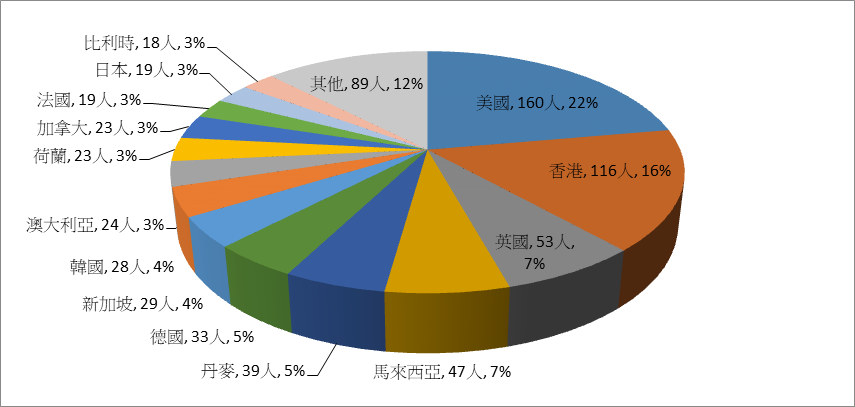 比利時, 18人, 3%
日本, 19人, 3%
法國, 19人, 3%
加拿大, 23人, 3%
荷蘭, 23人, 3%
澳大利亞, 24人, 3%
韓國, 28人, 4%
新加坡, 29人, 4%
德國, 33人, 5%
丹麥, 39人, 5%
馬來西亞, 47人, 7%
英國, 53人,
7%
香港, 116人, 16%
美國, 160人, 22%
其他, 89人, 12%